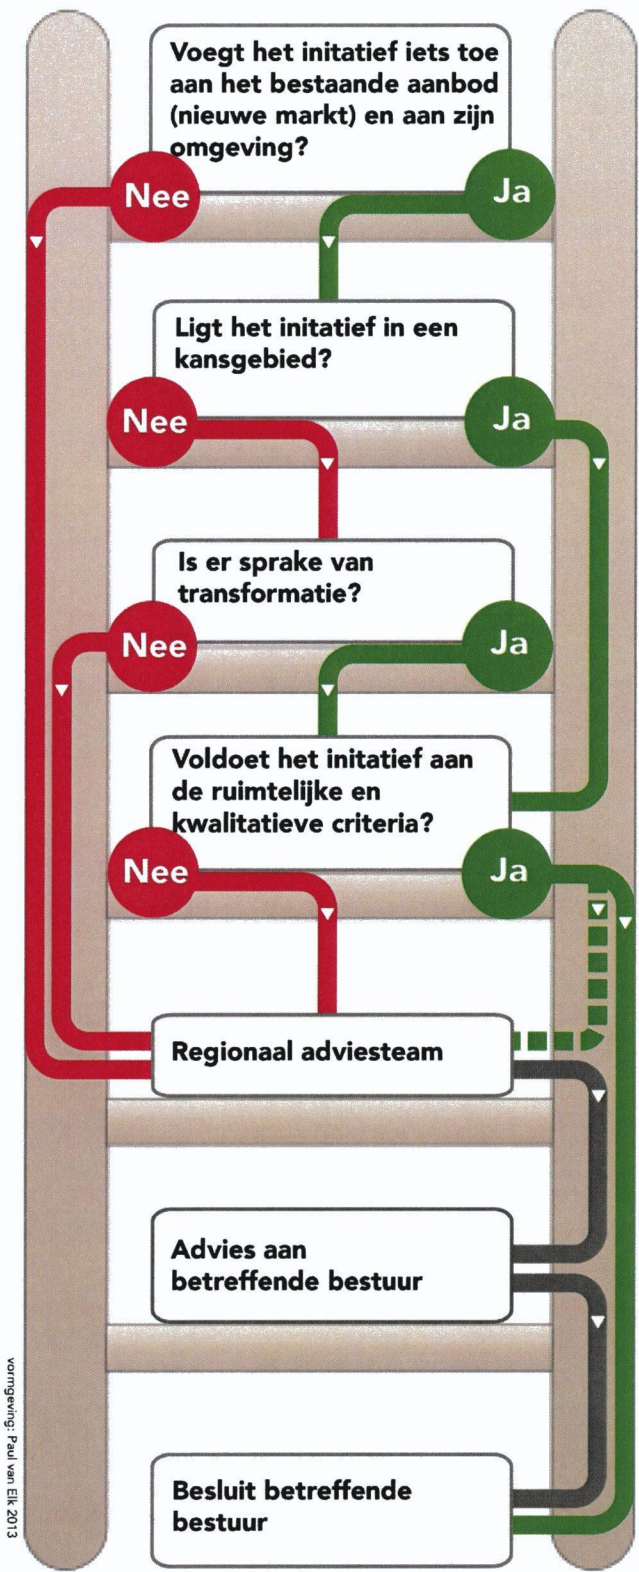 Voegt het initatief iets toe
aan het bestaande aanbod
(nieuwe markt) en aan zijn
omgeving?
Nee
Ja
Ligt het initatief in een
kansgebied?
Nee
Ja
Is er sprake van
transformatie?
Nee
Ja
Voldoet het initatief aan
de ruimtelijke en
kwalitatieve criteria?
Nee
Ja
Regionaal adviesteam
Advies aan
betreffende bestuur
Besluit betreffende
bestuur
vormgeving: Paul van Elk 2013